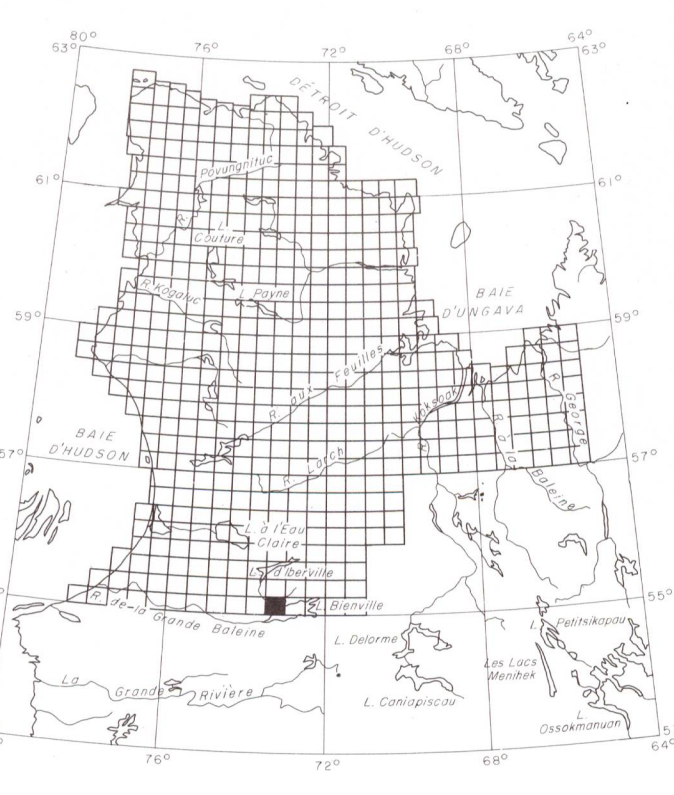 80°
76°
72°
68°
64°
63°
63°
DÉTROIT D'HUDSON
Povungnituc
R.
61°
61°
L.
Couture
R. Kogaluc
L. Payne
BAIE
D'UNGAVA
59°
59°
R. aux Feuilles
Koksoak
R.
R. à la
Baleine
R. George
BAIE
D'HUDSON
57°
57°
R. Larch
L. à l'Eau
Claire
L. d'Iberville
R. de-la Grande Baleine
L. Bienville
55°
L. Petitsikapau
L. Delorme
Les Lacs
Menihek
La Grande Rivière
L. Caniapiscau
L.
Ossokmanuan
76°
72°
68°
64°